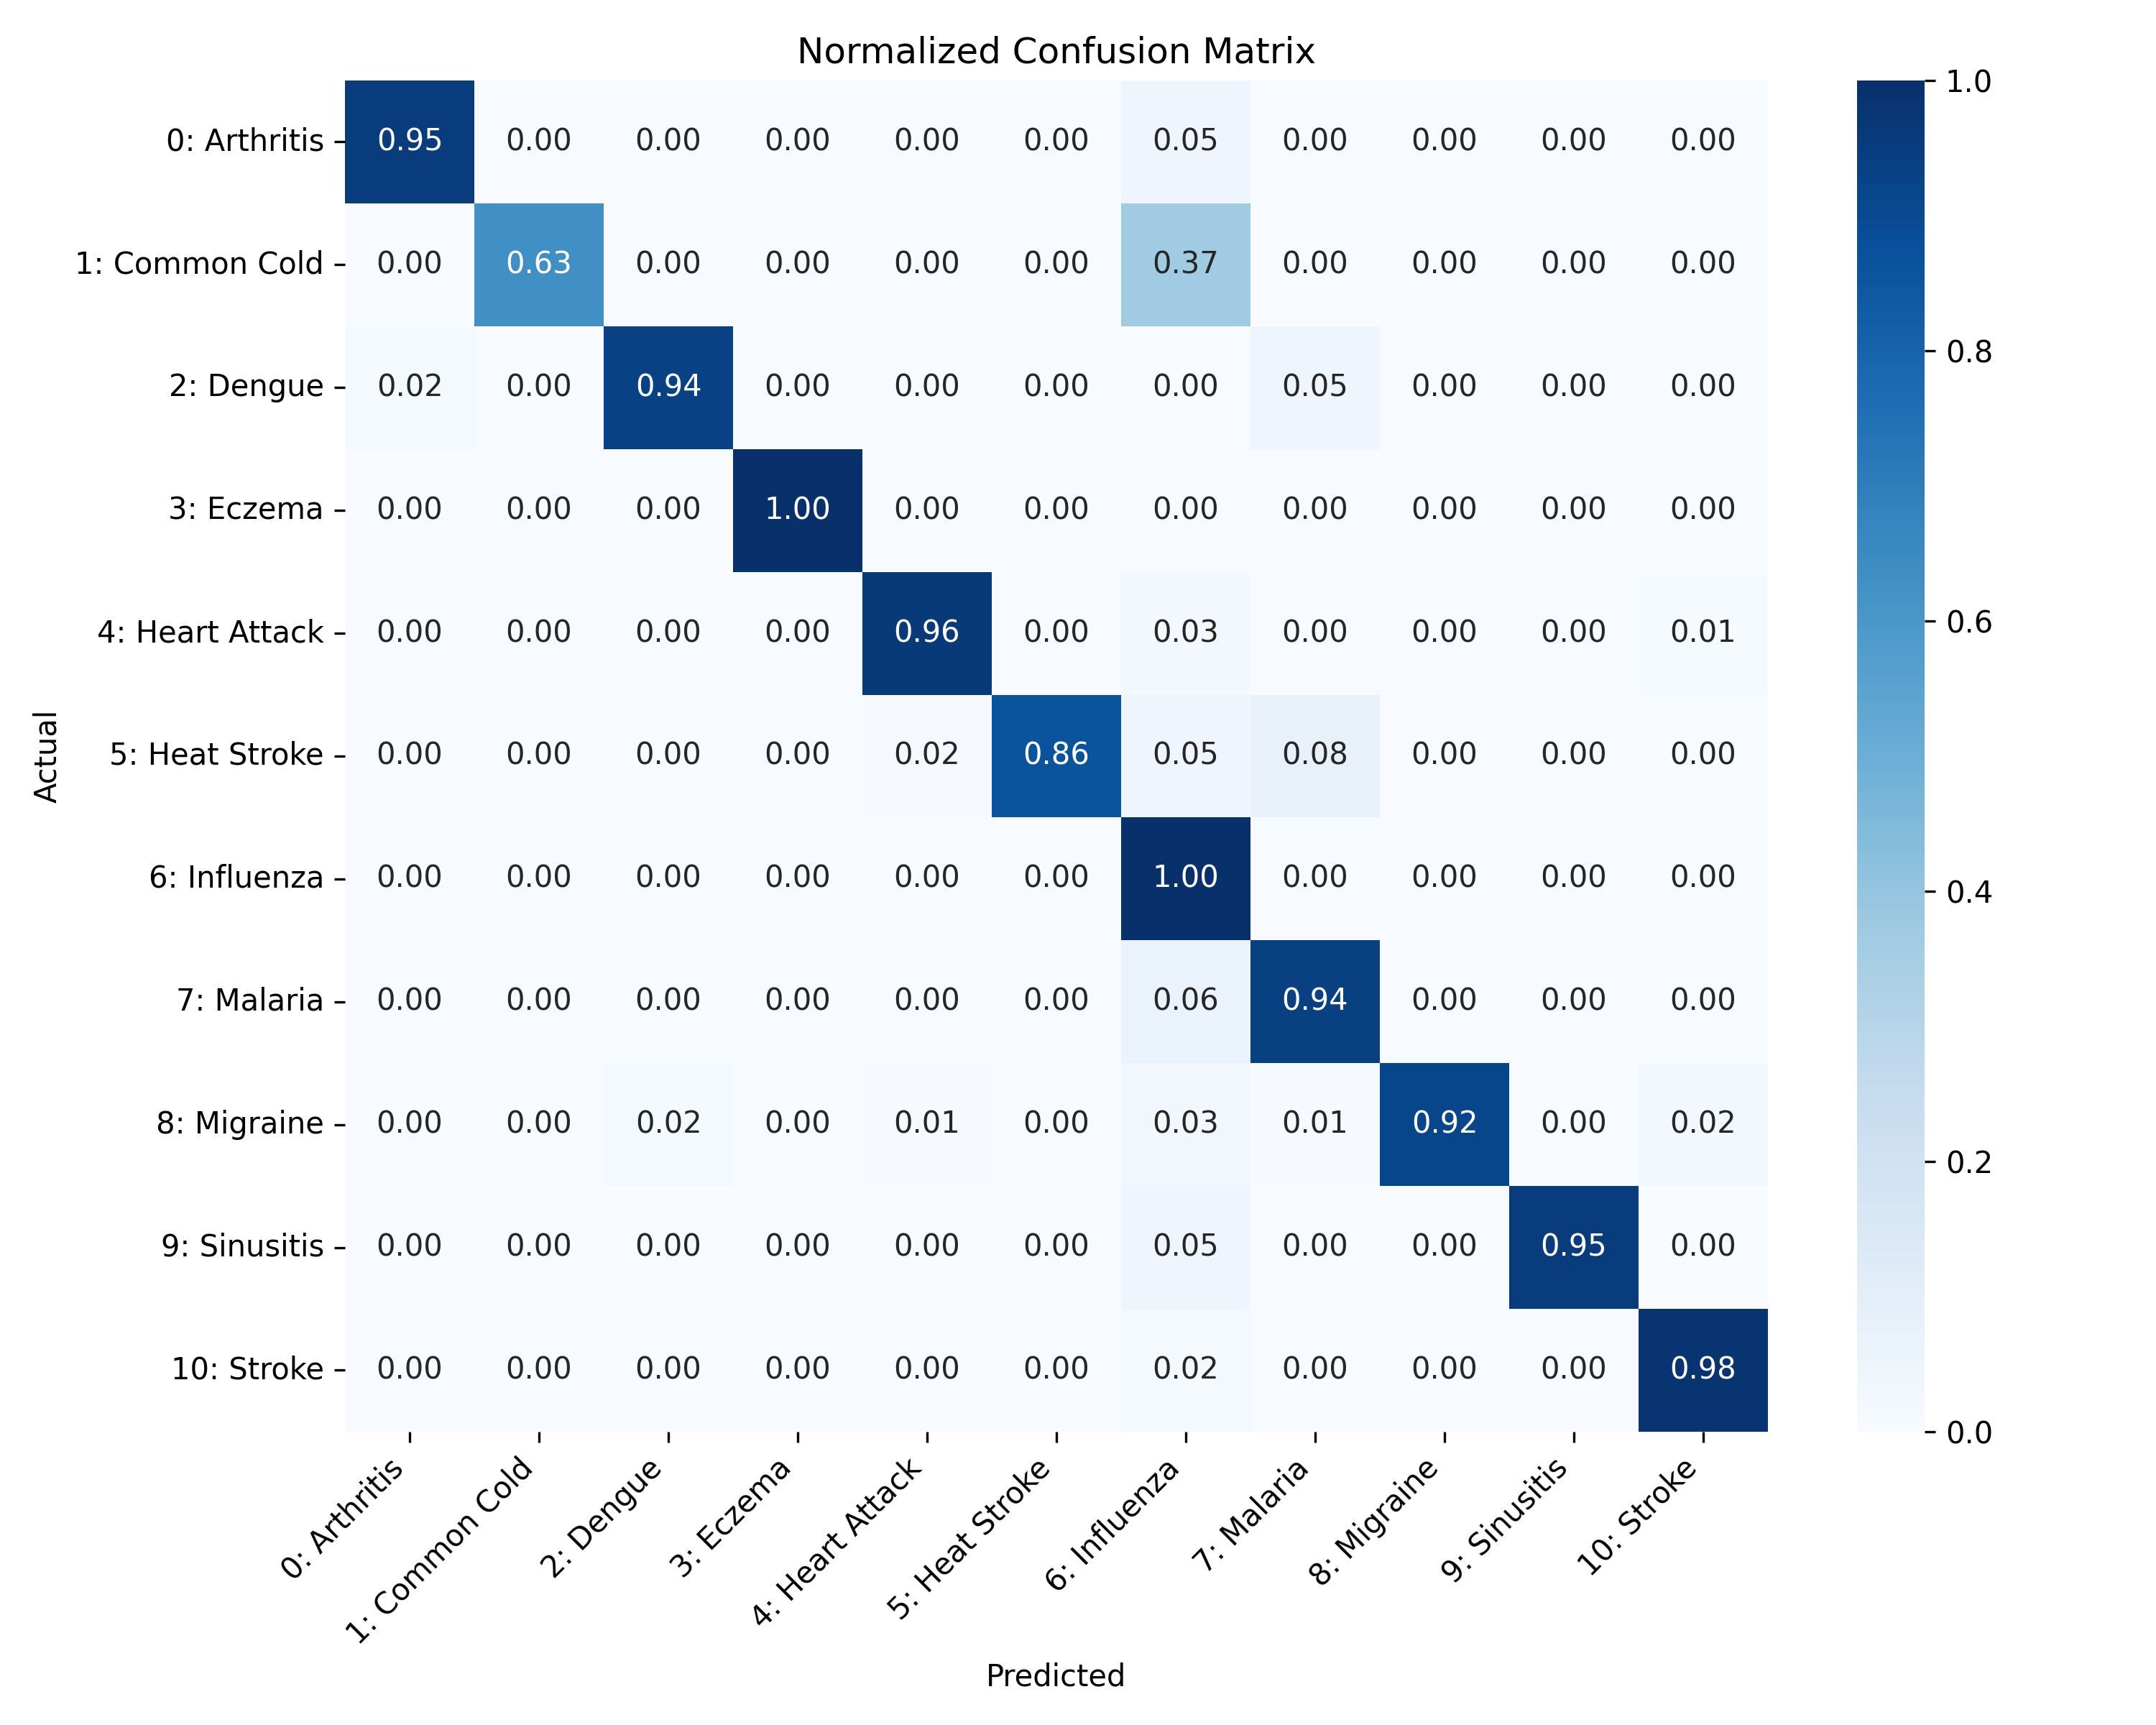 Normalized Confusion Matrix
0: Arthritis 0.95 0.00 0.00 0.00 0.00 0.00 0.05 0.00 0.00 0.00 0.00
1: Common Cold 0.00 0.63 0.00 0.00 0.00 0.00 0.37 0.00 0.00 0.00 0.00
2: Dengue 0.02 0.00 0.94 0.00 0.00 0.00 0.00 0.05 0.00 0.00 0.00
3: Eczema 0.00 0.00 0.00 1.00 0.00 0.00 0.00 0.00 0.00 0.00 0.00
4: Heart Attack 0.00 0.00 0.00 0.00 0.96 0.00 0.03 0.00 0.00 0.00 0.01
5: Heat Stroke 0.00 0.00 0.00 0.00 0.02 0.86 0.05 0.08 0.00 0.00 0.00
6: Influenza 0.00 0.00 0.00 0.00 0.00 0.00 1.00 0.00 0.00 0.00 0.00
7: Malaria 0.00 0.00 0.00 0.00 0.00 0.00 0.06 0.94 0.00 0.00 0.00
8: Migraine 0.00 0.00 0.02 0.00 0.01 0.00 0.03 0.01 0.92 0.00 0.02
9: Sinusitis 0.00 0.00 0.00 0.00 0.00 0.00 0.05 0.00 0.00 0.95 0.00
10: Stroke 0.00 0.00 0.00 0.00 0.00 0.00 0.02 0.00 0.00 0.00 0.98
Actual
0: Arthritis
1: Common Cold
2: Dengue
3: Eczema
4: Heart Attack
5: Heat Stroke
6: Influenza
7: Malaria
8: Migraine
9: Sinusitis
10: Stroke
Predicted
1.0
0.8
0.6
0.4
0.2
0.0